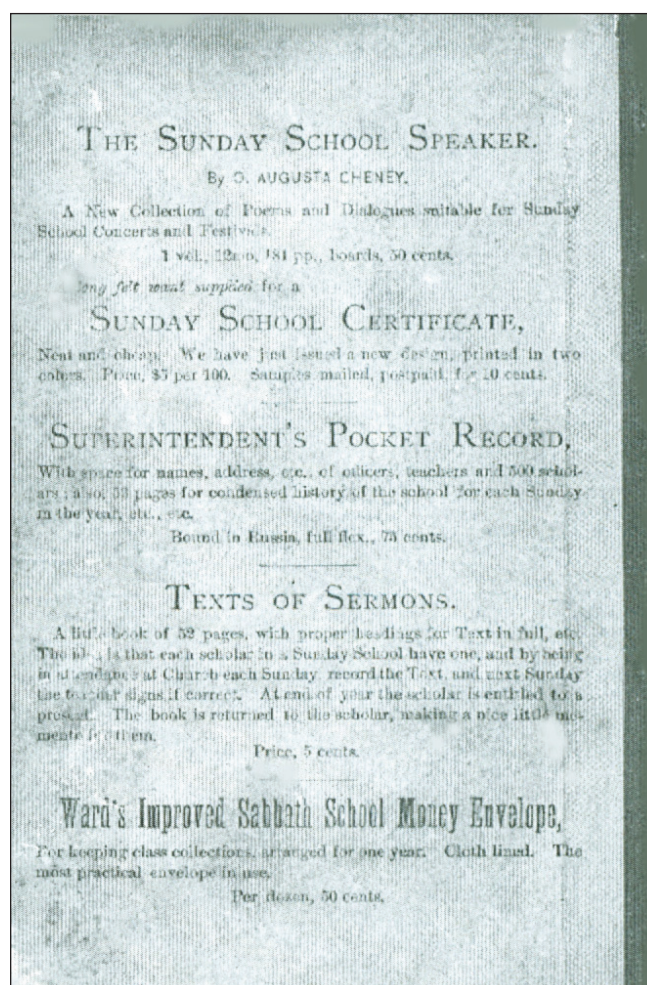 THE SUNDAY SCHOOL SPEAKER.
By O. AUGUSTA CHENEY.
A New Collection of Poems and Dialogues suitable for Sunday
School Concerts and Festivals.
1 vol., 12mo, 181 pp., boards, 50 cents.
long felt want supplied for a
SUNDAY SCHOOL CERTIFICATE,
Neat and cheap. We have just issued a new design, printed in two
colors. Price, $5 per 100. Samples mailed, postpaid, for 10 cents.
SUPERINTENDENT'S POCKET RECORD,
With space for names, address, etc., of officers, teachers and 500 schol-
ars; also, 53 pages for condensed history of the school for each Sunday
in the year, etc., etc.
Bound in Russia, full flex., 75 cents.
TEXTS OF SERMONS.
A little book of 52 pages, with proper headings for Text in full, etc.
The idea is that each scholar in a Sunday School have one, and by being
in attendance at Church each Sunday, record the Text, and next Sunday
the teacher signs if correct. At end of year the scholar is entitled to a
present. The book is returned to the scholar, making a nice little me-
mento for them.
Price, 5 cents.
Ward's Improved Sabbath School Money Envelope,
For keeping class collections, arranged for one year. Cloth lined. The
most practical envelope in use.
Per dozen, 50 cents.